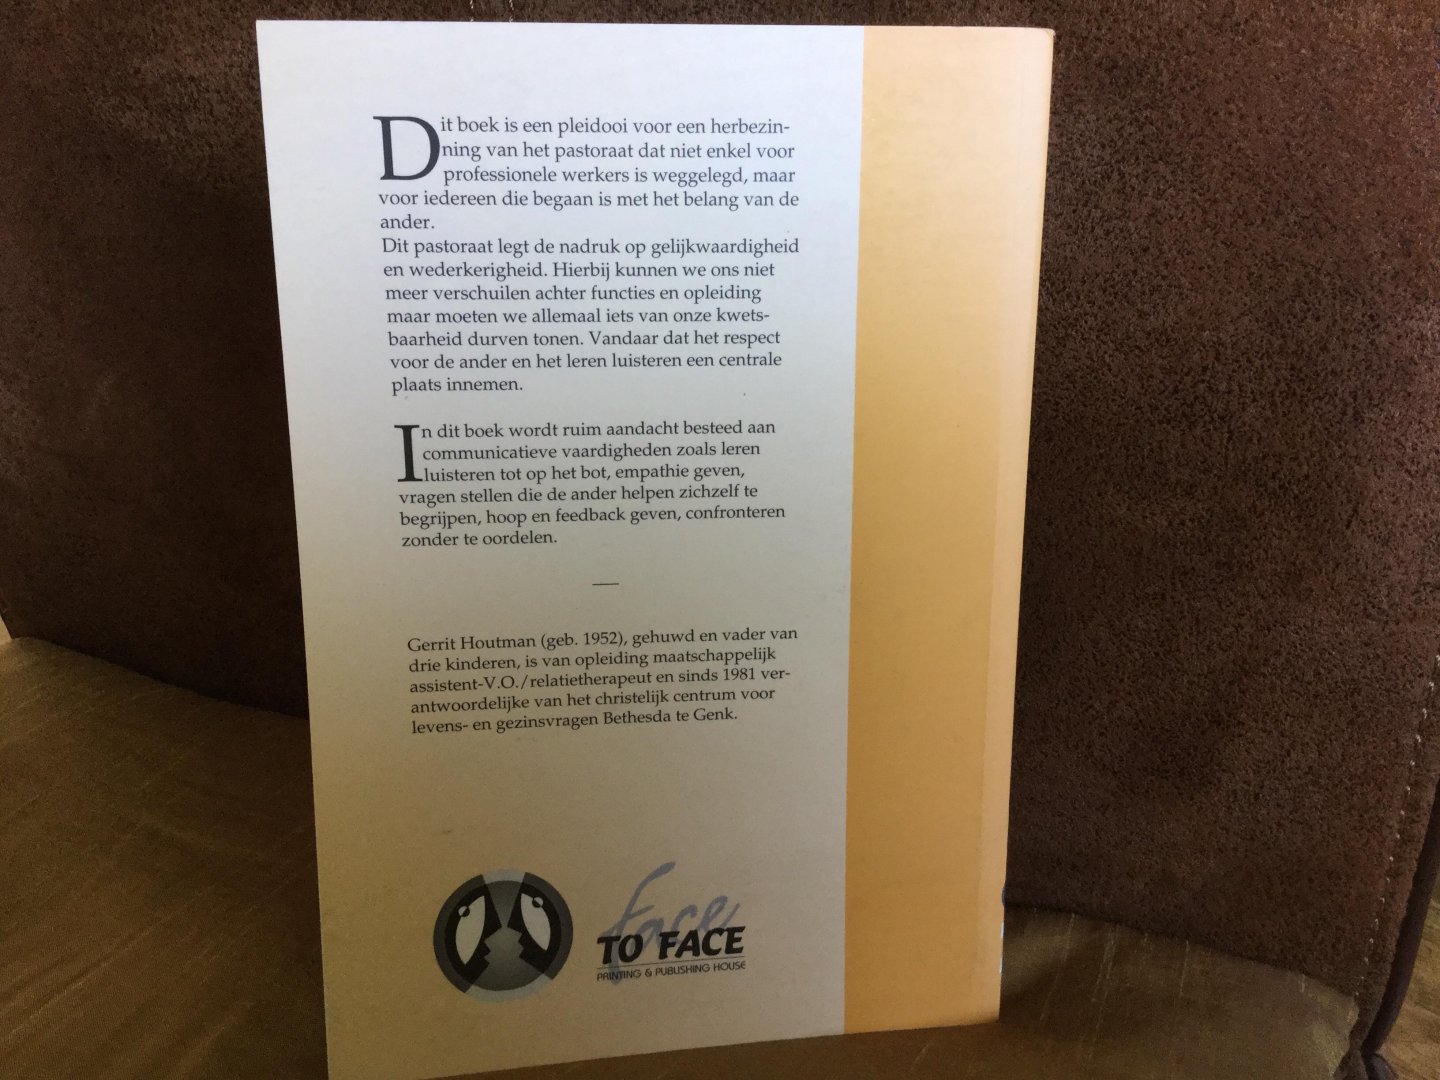 Dit boek is een pleidooi voor een herbezin-
ning van het pastoraat dat niet enkel voor
professionele werkers is weggelegd, maar
voor iedereen die begaan is met het belang van de
ander.
Dit pastoraat legt de nadruk op gelijkwaardigheid
en wederkerigheid. Hierbij kunnen we ons niet
meer verschuilen achter functies en opleiding
maar moeten we allemaal iets van onze kwets-
baarheid durven tonen. Vandaar dat het respect
voor de ander en het leren luisteren een centrale
plaats innemen.
In dit boek wordt ruim aandacht besteed aan
communicatieve vaardigheden zoals leren
luisteren tot op het bot, empathie geven,
vragen stellen die de ander helpen zichzelf te
begrijpen, hoop en feedback geven, confronteren
zonder te oordelen.
Gerrit Houtman (geb. 1952), gehuwd en vader van
drie kinderen, is van opleiding maatschappelijk
assistent-V.O./relatietherapeut en sinds 1981 ver-
antwoordelijke van het christelijk centrum voor
levens- en gezinsvragen Bethesda te Genk.
face
TO FACE
PRINTING & PUBLISHING HOUSE